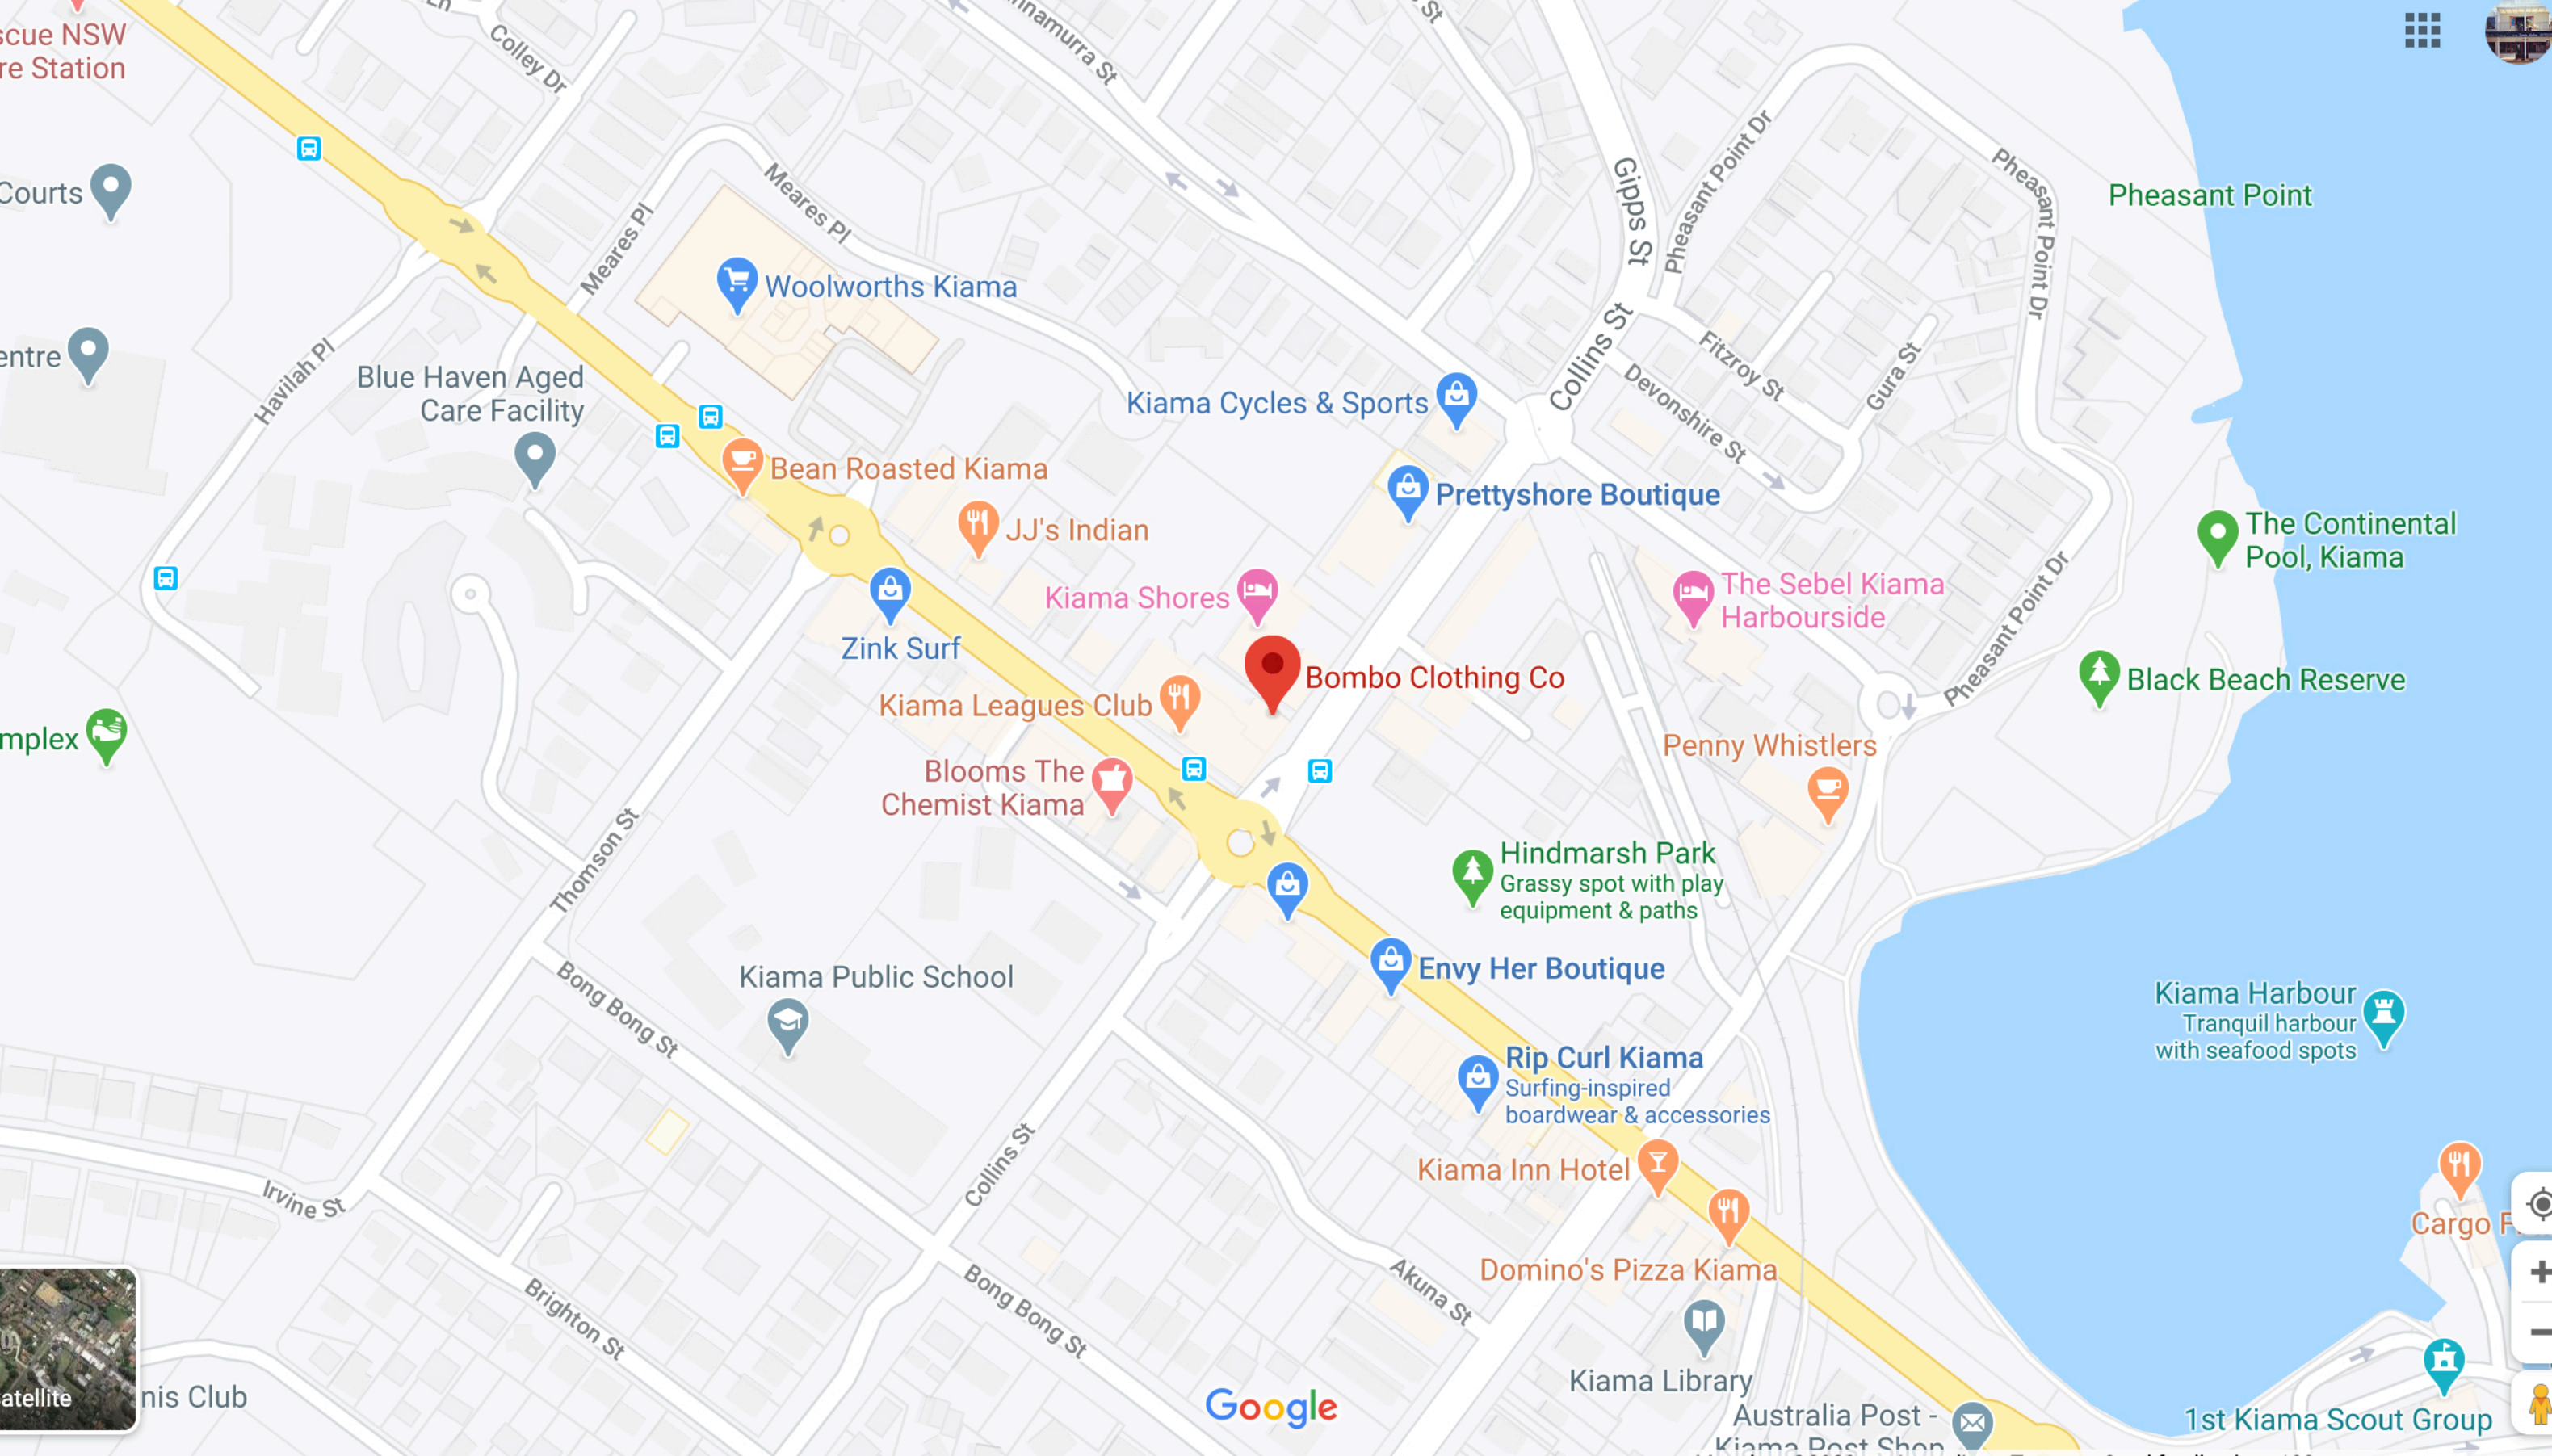 scue NSW
re Station
Colley Dr
nnamurra St
St
Gipps St
Pheasant Point Dr
Pheasant Point Dr
Pheasant Point
Courts
Meares Pl
Meares Pl
Woolworths Kiama
entre
Havilah Pl
Blue Haven Aged
Care Facility
Kiama Cycles & Sports
Collins St
Fitzroy St
Gura St
Devonshire St
Bean Roasted Kiama
Prettyshore Boutique
JJ's Indian
The Continental
Pool, Kiama
Kiama Shores
The Sebel Kiama
Harbourside
Pheasant Point Dr
Zink Surf
Bombo Clothing Co
Black Beach Reserve
Kiama Leagues Club
mplex
Penny Whistlers
Blooms The
Chemist Kiama
Thomson St
Hindmarsh Park
Grassy spot with play
equipment & paths
Kiama Public School
Envy Her Boutique
Bong Bong St
Kiama Harbour
Tranquil harbour
with seafood spots
Rip Curl Kiama
Surfing-inspired
boardwear & accessories
Collins St
Kiama Inn Hotel
Irvine St
Cargo F
Domino's Pizza Kiama
Brighton St
Bong Bong St
Akuna St
Kiama Library
atellite
nis Club
Google
Australia Post -
Kiama Post Shop
1st Kiama Scout Group